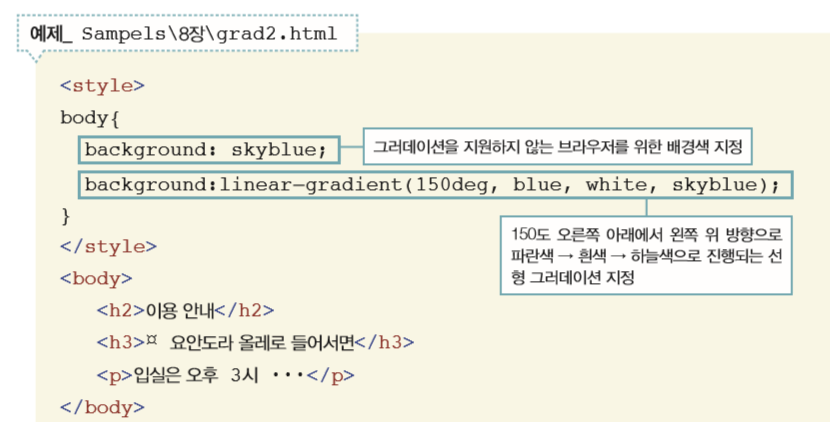 예제_ Sampels\8장\grad2.html
<style>
body{
background: skyblue;
그러데이션을 지원하지 않는 브라우저를 위한 배경색 지정
background:linear-gradient(150deg, blue, white, skyblue);
}
150도 오른쪽 아래에서 왼쪽 위 방향으로
파란색 → 흰색 → 하늘색으로 진행되는 선
형 그러데이션 지정
</style>
<body>
<h2>이용 안내</h2>
<h3>¤ 요안도라 올레로 들어서면</h3>
<p>입실은 오후 3시 ···</p>
</body>